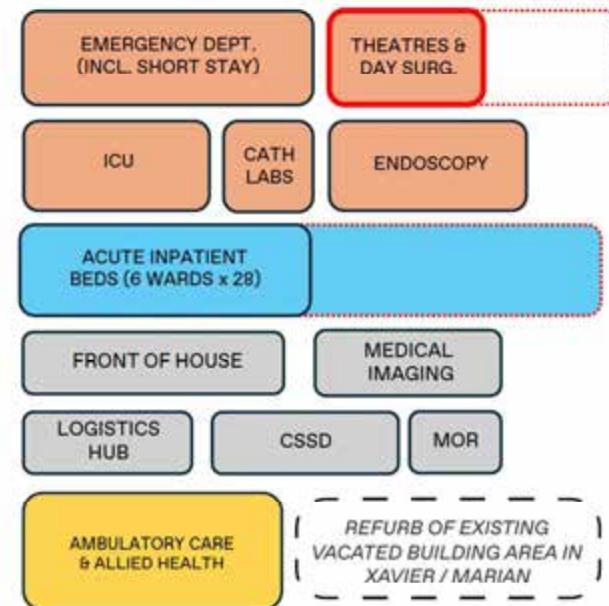 EMERGENCY DEPT.
(INCL. SHORT STAY)
THEATRES &
DAY SURG.
ICU
CATH
LABS
ENDOSCOPY
ACUTE INPATIENT
BEDS (6 WARDS x 28)
FRONT OF HOUSE
MEDICAL
IMAGING
LOGISTICS
HUB
CSSD
MOR
AMBULATORY CARE
& ALLIED HEALTH
REFURB OF EXISTING
VACATED BUILDING AREA IN
XAVIER / MARIAN